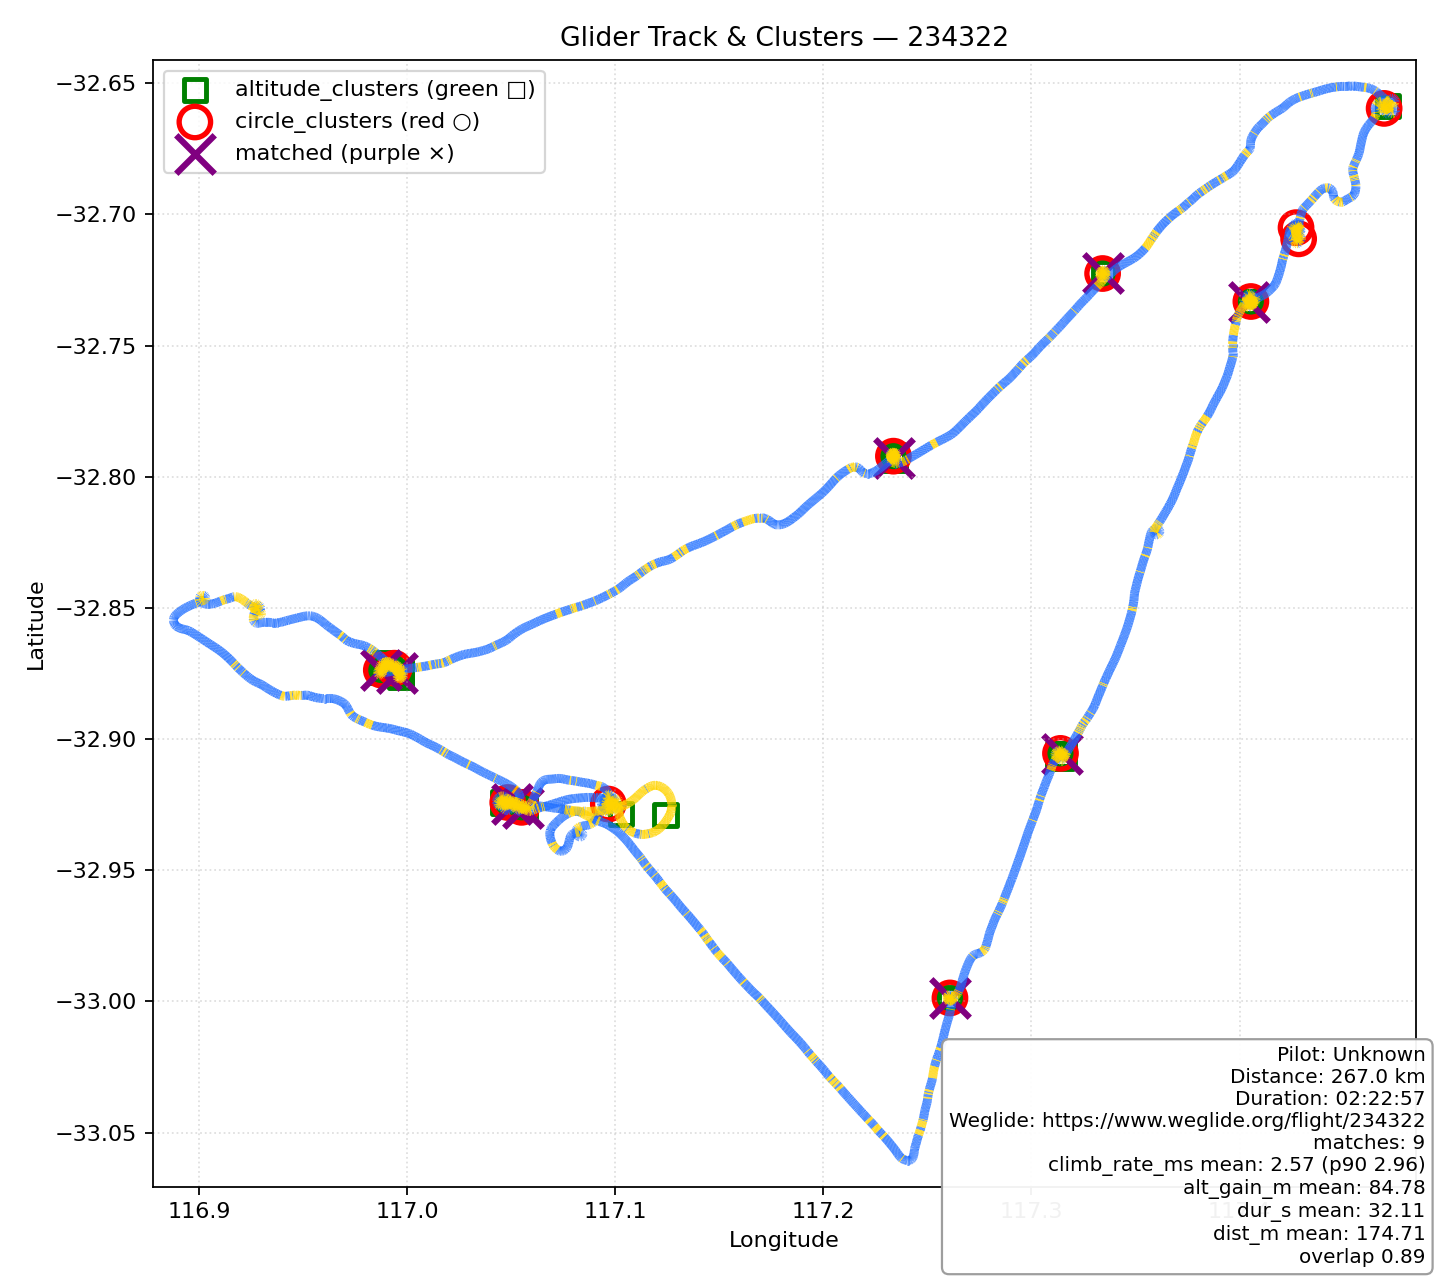 Glider Track & Clusters — 234322
altitude_clusters (green □)
circle_clusters (red ○)
matched (purple ×)
Latitude
−32.65
−32.70
−32.75
−32.80
−32.85
−32.90
−32.95
−33.00
−33.05
116.9
117.0
117.1
117.2
117.3
Longitude
Pilot: Unknown
Distance: 267.0 km
Duration: 02:22:57
Weglide: https://www.weglide.org/flight/234322
matches: 9
climb_rate_ms mean: 2.57 (p90 2.96)
alt_gain_m mean: 84.78
dur_s mean: 32.11
dist_m mean: 174.71
overlap 0.89